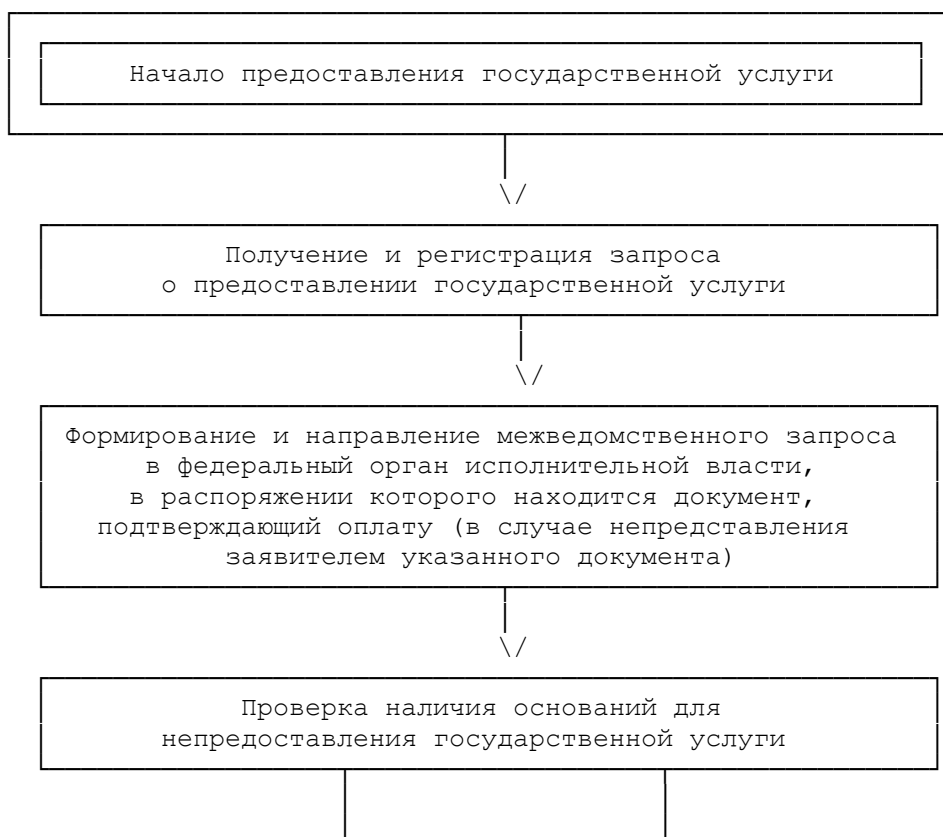 Начало предоставления государственной услуги
\/
Получение и регистрация запроса
о предоставлении государственной услуги
\/
Формирование и направление межведомственного запроса
в федеральный орган исполнительной власти,
в распоряжении которого находится документ,
подтверждающий оплату (в случае непредставления
заявителем указанного документа)
\/
Проверка наличия оснований для
непредоставления государственной услуги